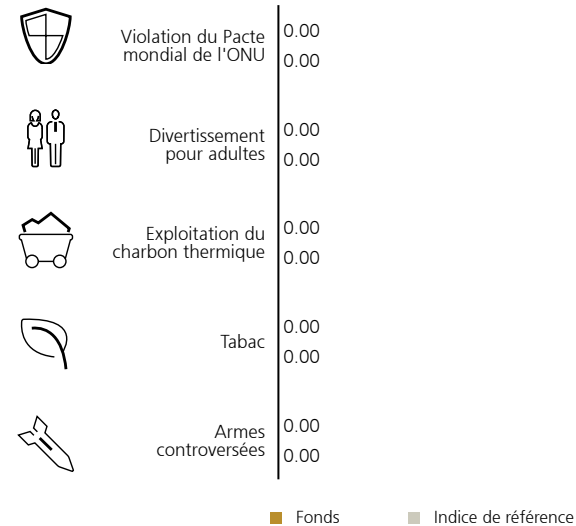 Violation du Pacte
mondial de l'ONU
0.00
0.00
Divertissement
pour adultes
0.00
0.00
Exploitation du
charbon thermique
0.00
0.00
Tabac
0.00
0.00
Armes
controversées
0.00
0.00
Fonds
Indice de référence